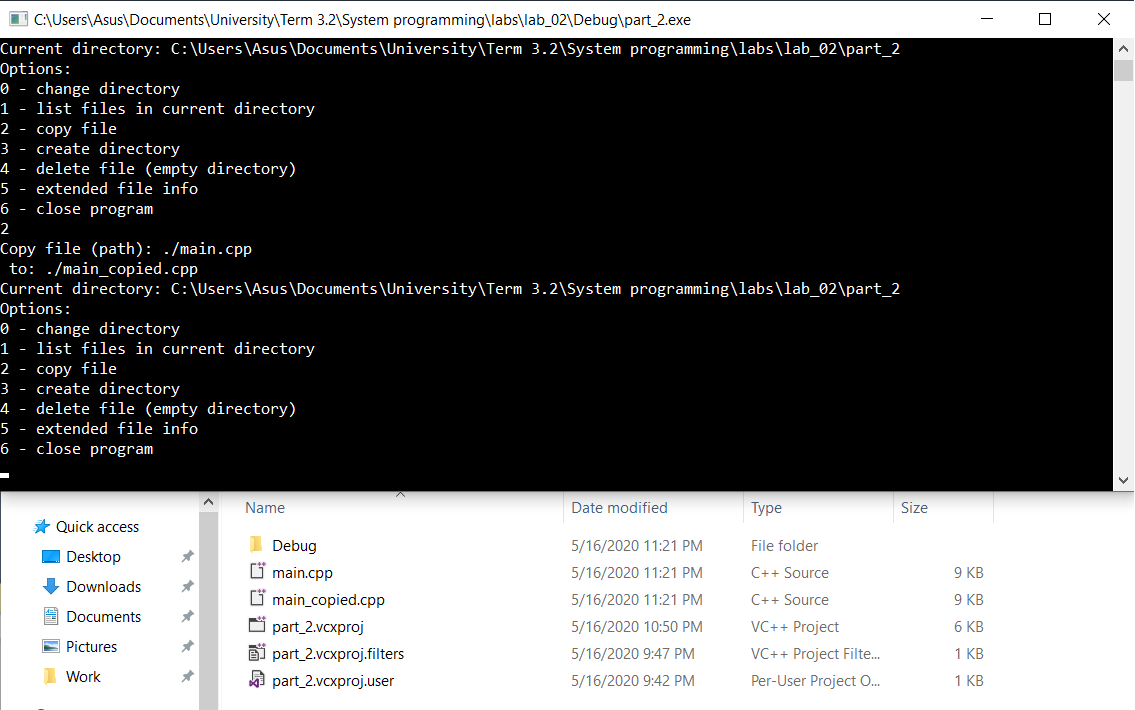 C:\Users\Asus\Documents\University\Term 3.2\System programming\labs\lab_02\Debug\part_2.exe
Current directory: C:\Users\Asus\Documents\University\Term 3.2\System programming\labs\lab_02\part_2
Options:
0 - change directory
1 - list files in current directory
2 - copy file
3 - create directory
4 - delete file (empty directory)
5 - extended file info
6 - close program
2
Copy file (path): ./main.cpp
 to: ./main_copied.cpp
Current directory: C:\Users\Asus\Documents\University\Term 3.2\System programming\labs\lab_02\part_2
Options:
0 - change directory
1 - list files in current directory
2 - copy file
3 - create directory
4 - delete file (empty directory)
5 - extended file info
6 - close program
Quick access
Desktop
Downloads
Documents
Pictures
Work
Name Date modified Type Size
Debug 5/16/2020 11:21 PM File folder
main.cpp 5/16/2020 11:21 PM C++ Source 9 KB
main_copied.cpp 5/16/2020 11:21 PM C++ Source 9 KB
part_2.vcxproj 5/16/2020 10:50 PM VC++ Project 6 KB
part_2.vcxproj.filters 5/16/2020 9:47 PM VC++ Project Filte... 1 KB
part_2.vcxproj.user 5/16/2020 9:42 PM Per-User Project O... 1 KB